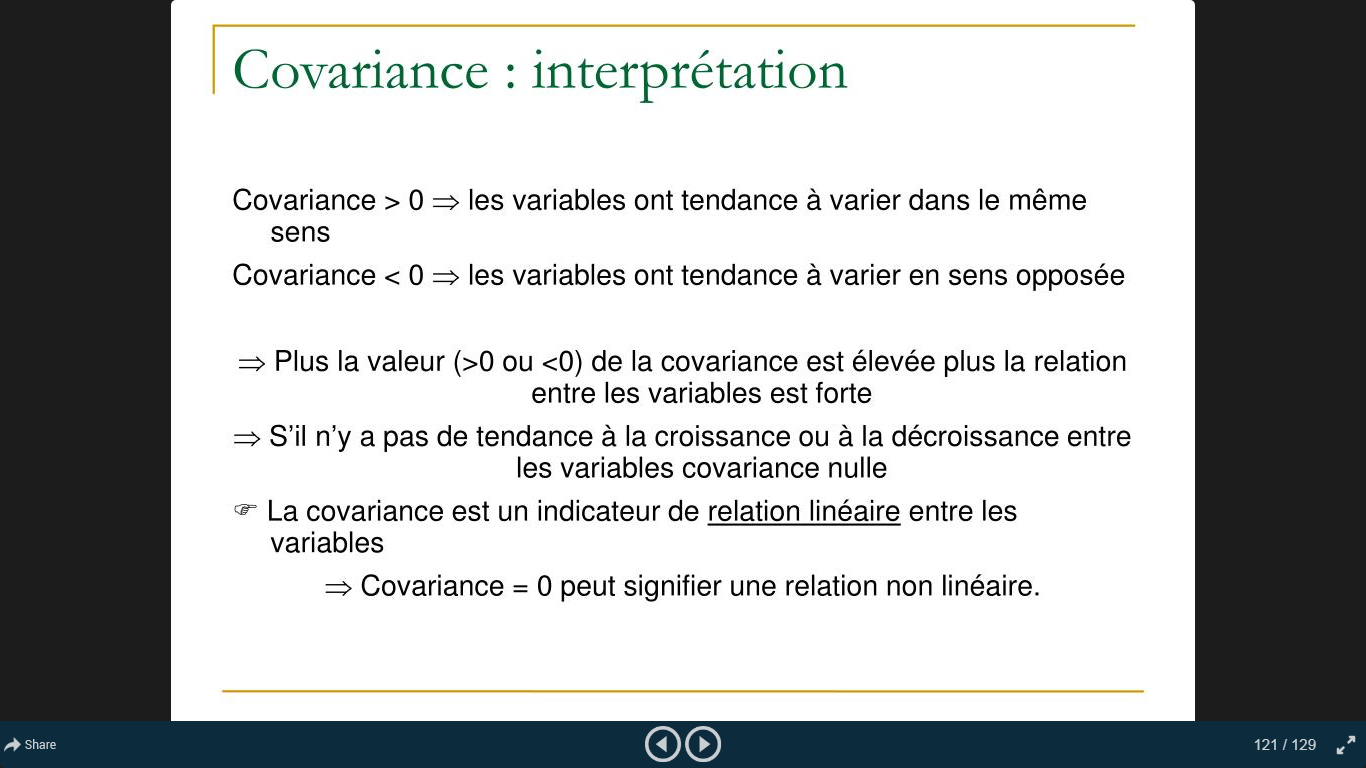 Covariance : interprétation
Covariance > 0 ⇒ les variables ont tendance à varier dans le même
sens
Covariance < 0 ⇒ les variables ont tendance à varier en sens opposée
⇒ Plus la valeur (>0 ou <0) de la covariance est élevée plus la relation
entre les variables est forte
⇒ S’il n’y a pas de tendance à la croissance ou à la décroissance entre
les variables covariance nulle
☞ La covariance est un indicateur de relation linéaire entre les
variables
⇒ Covariance = 0 peut signifier une relation non linéaire.
Share
121 / 129